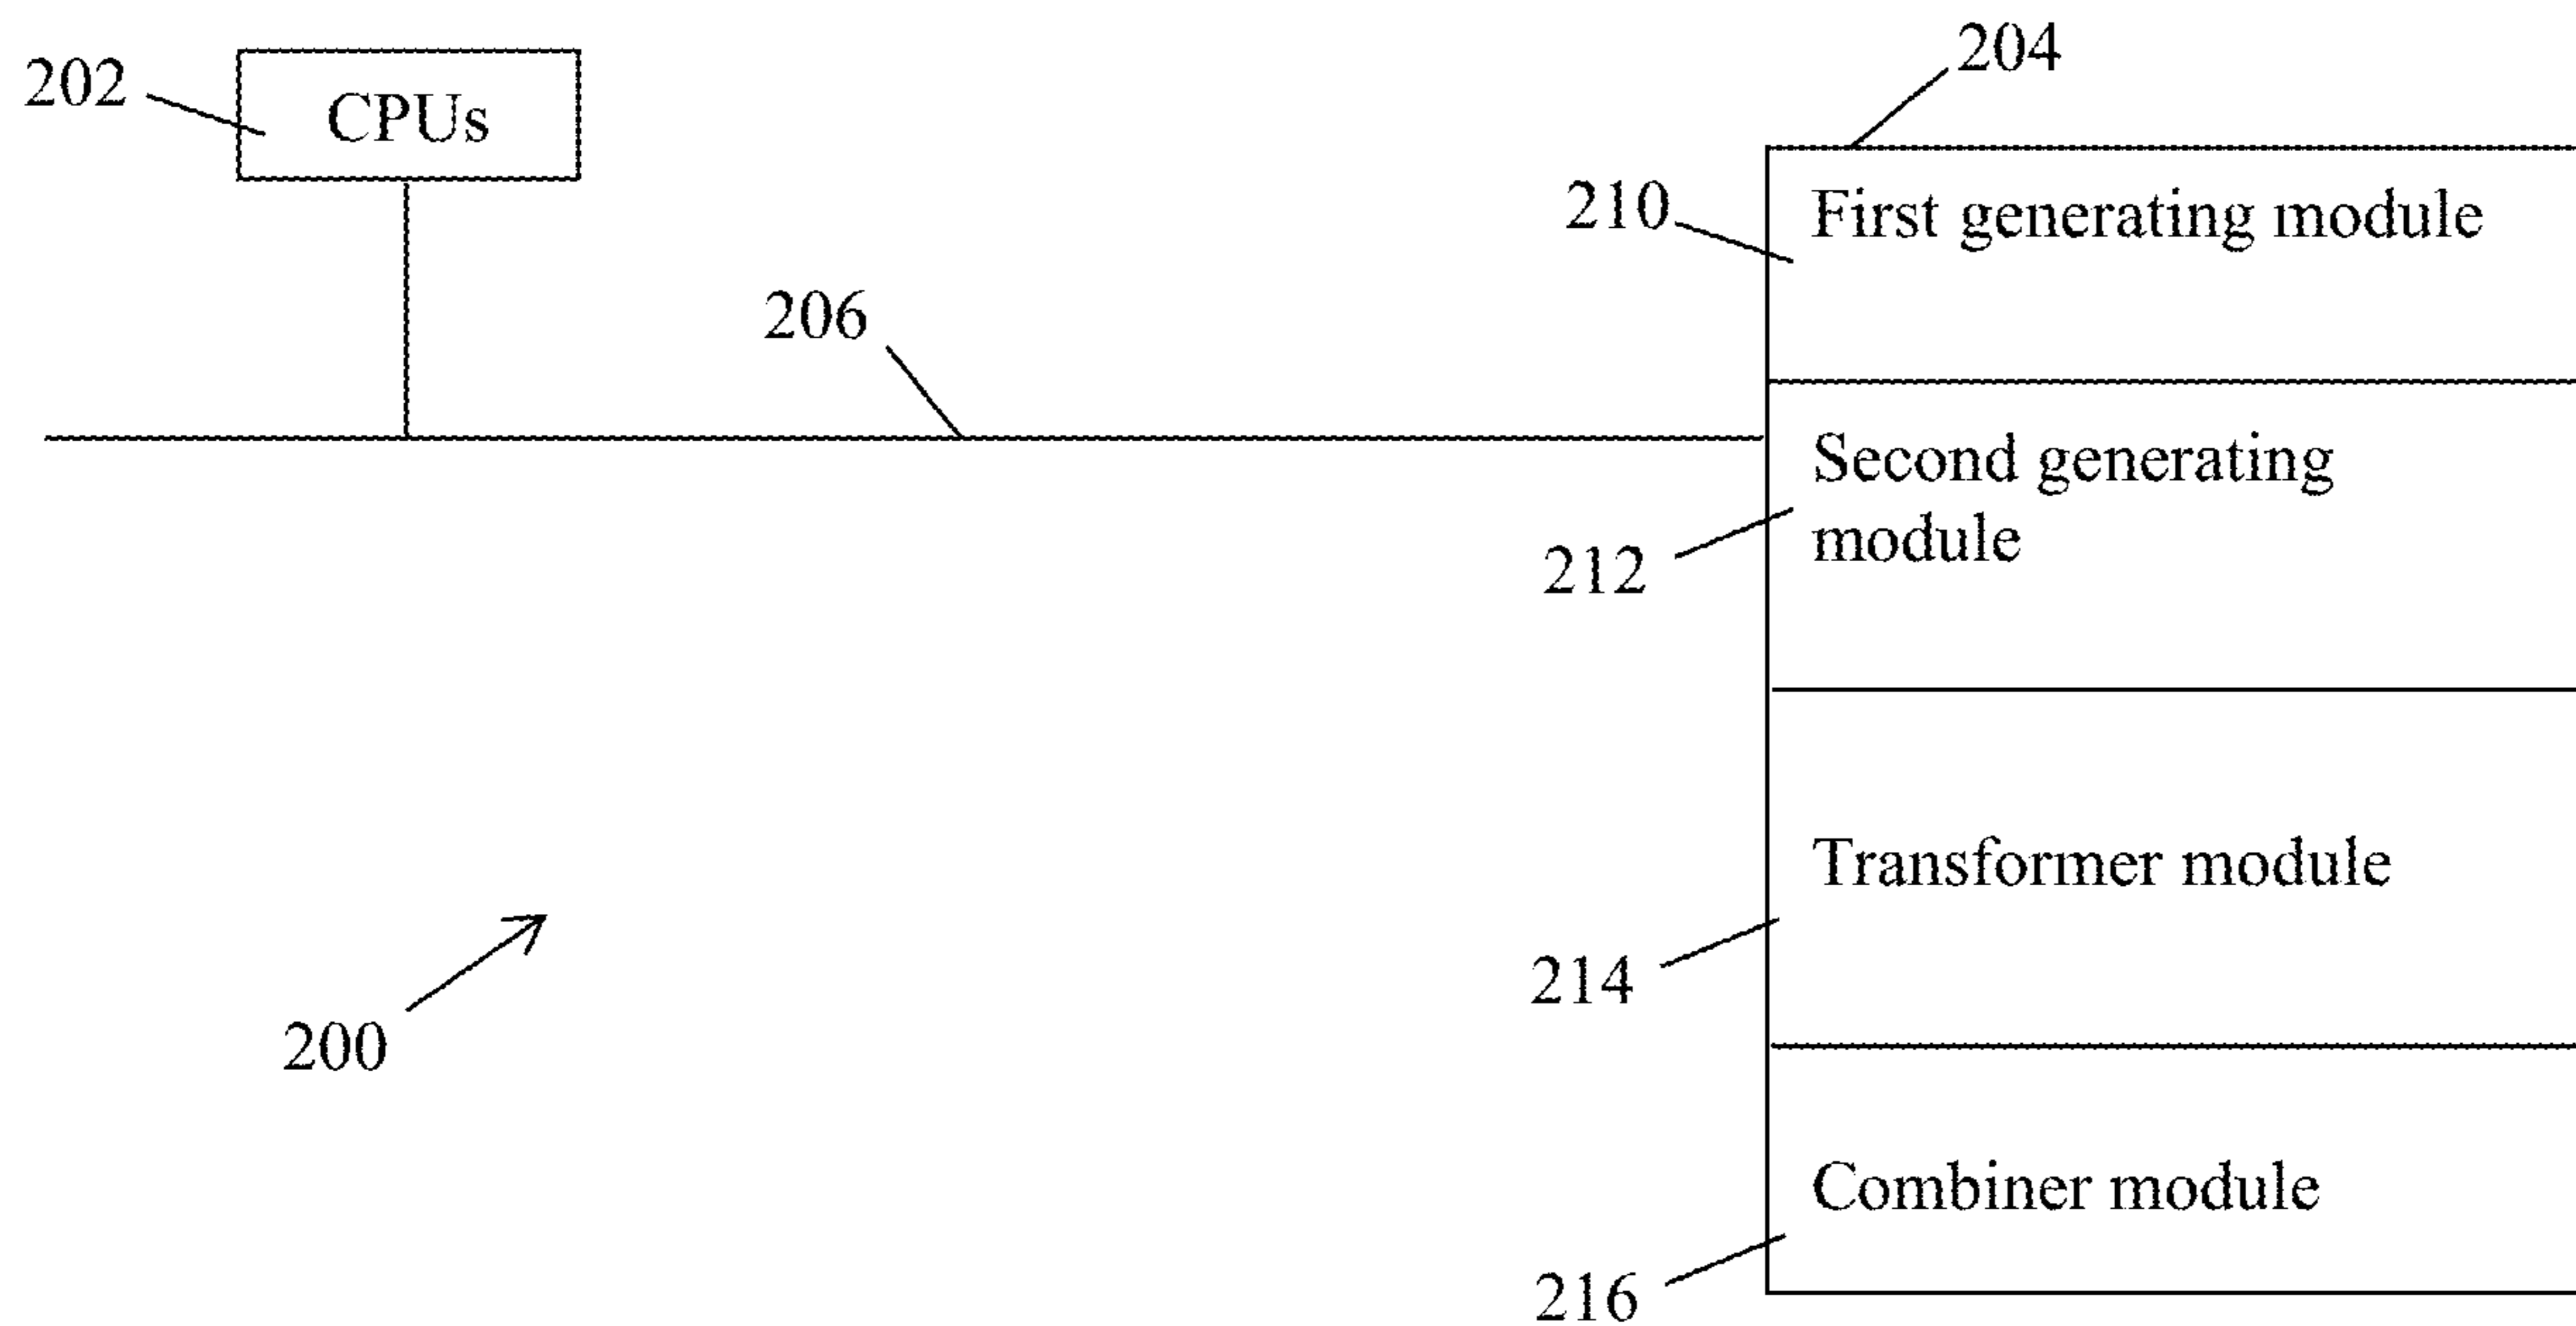 204
202
CPUs
210
First generating module
206
Second generating
module
212
Transformer module
214
200
Combiner module
216